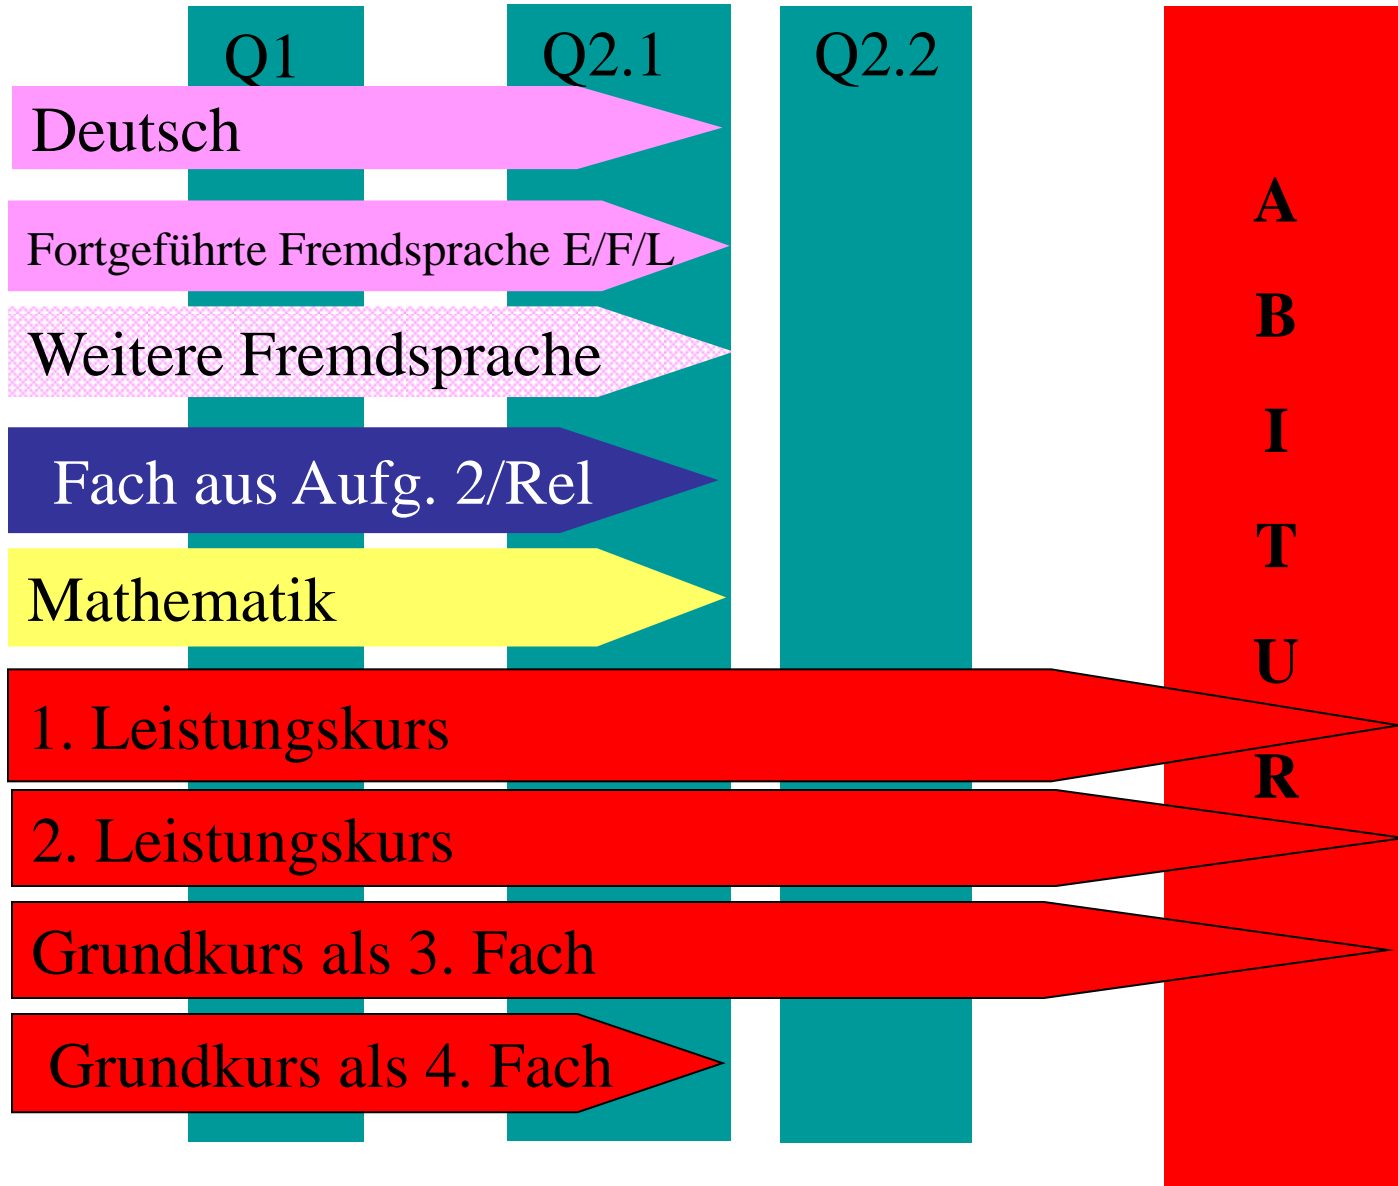 Q1
Q2.1
Q2.2
Deutsch
Fortgeführte Fremdsprache E/F/L
Weitere Fremdsprache
Fach aus Aufg. 2/Rel
Mathematik
1. Leistungskurs
2. Leistungskurs
Grundkurs als 3. Fach
Grundkurs als 4. Fach
A
B
I
T
U
R